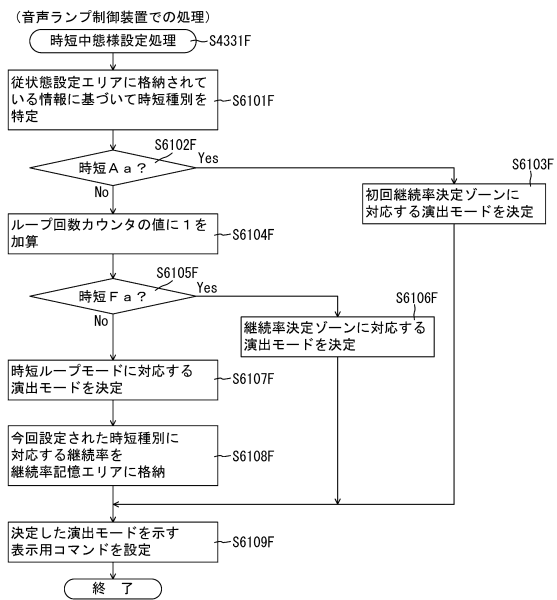 （音声ランプ制御装置での処理）
時短中態様設定処理
S4331F
従状態設定エリアに格納されて
いる情報に基づいて時短種別を
特定
S6101F
S6102F
時短Ａａ？
Yes
No
S6103F
初回継続率決定ゾーンに
対応する演出モードを決定
ループ回数カウンタの値に１を
加算
S6104F
S6105F
時短Ｆａ？
Yes
No
S6106F
継続率決定ゾーンに対応する
演出モードを決定
時短ループモードに対応する
演出モードを決定
S6107F
今回設定された時短種別に
対応する継続率を
継続率記憶エリアに格納
S6108F
決定した演出モードを示す
表示用コマンドを設定
S6109F
終　了